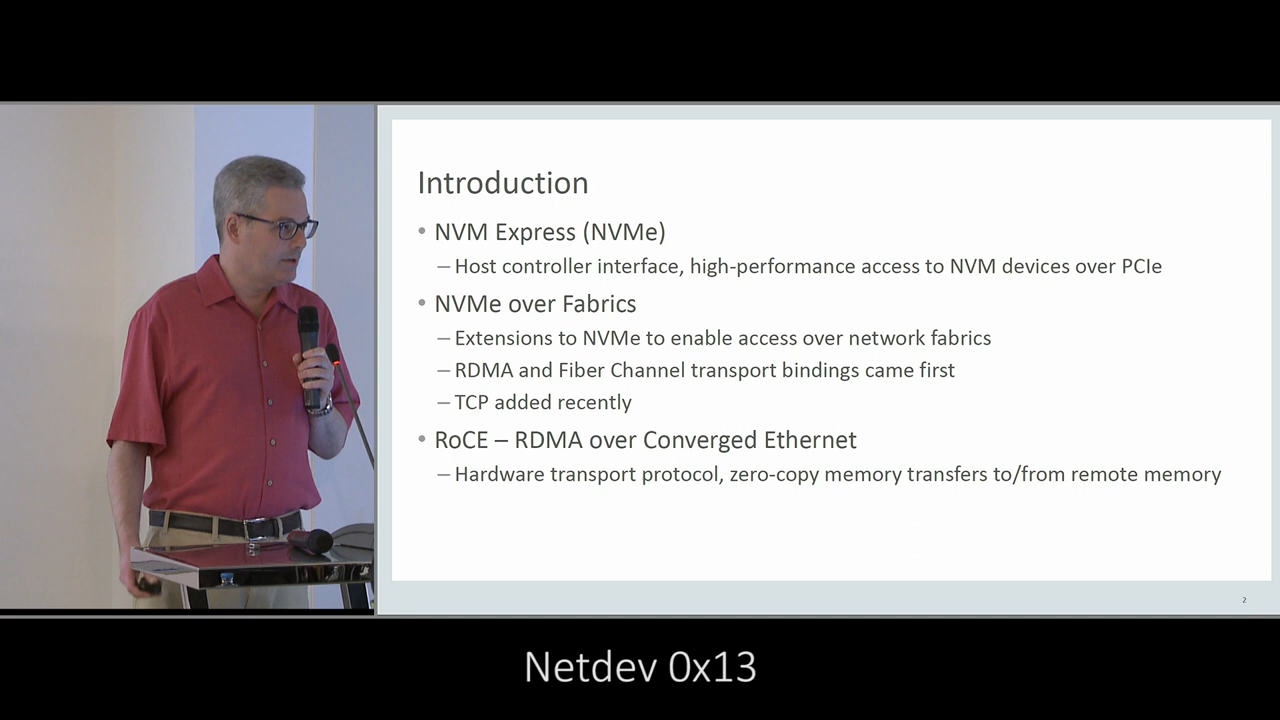 Introduction
• NVM Express (NVMe)
– Host controller interface, high-performance access to NVM devices over PCIe
• NVMe over Fabrics
– Extensions to NVMe to enable access over network fabrics
– RDMA and Fiber Channel transport bindings came first
– TCP added recently
• RoCE – RDMA over Converged Ethernet
– Hardware transport protocol, zero-copy memory transfers to/from remote memory
2
Netdev 0x13